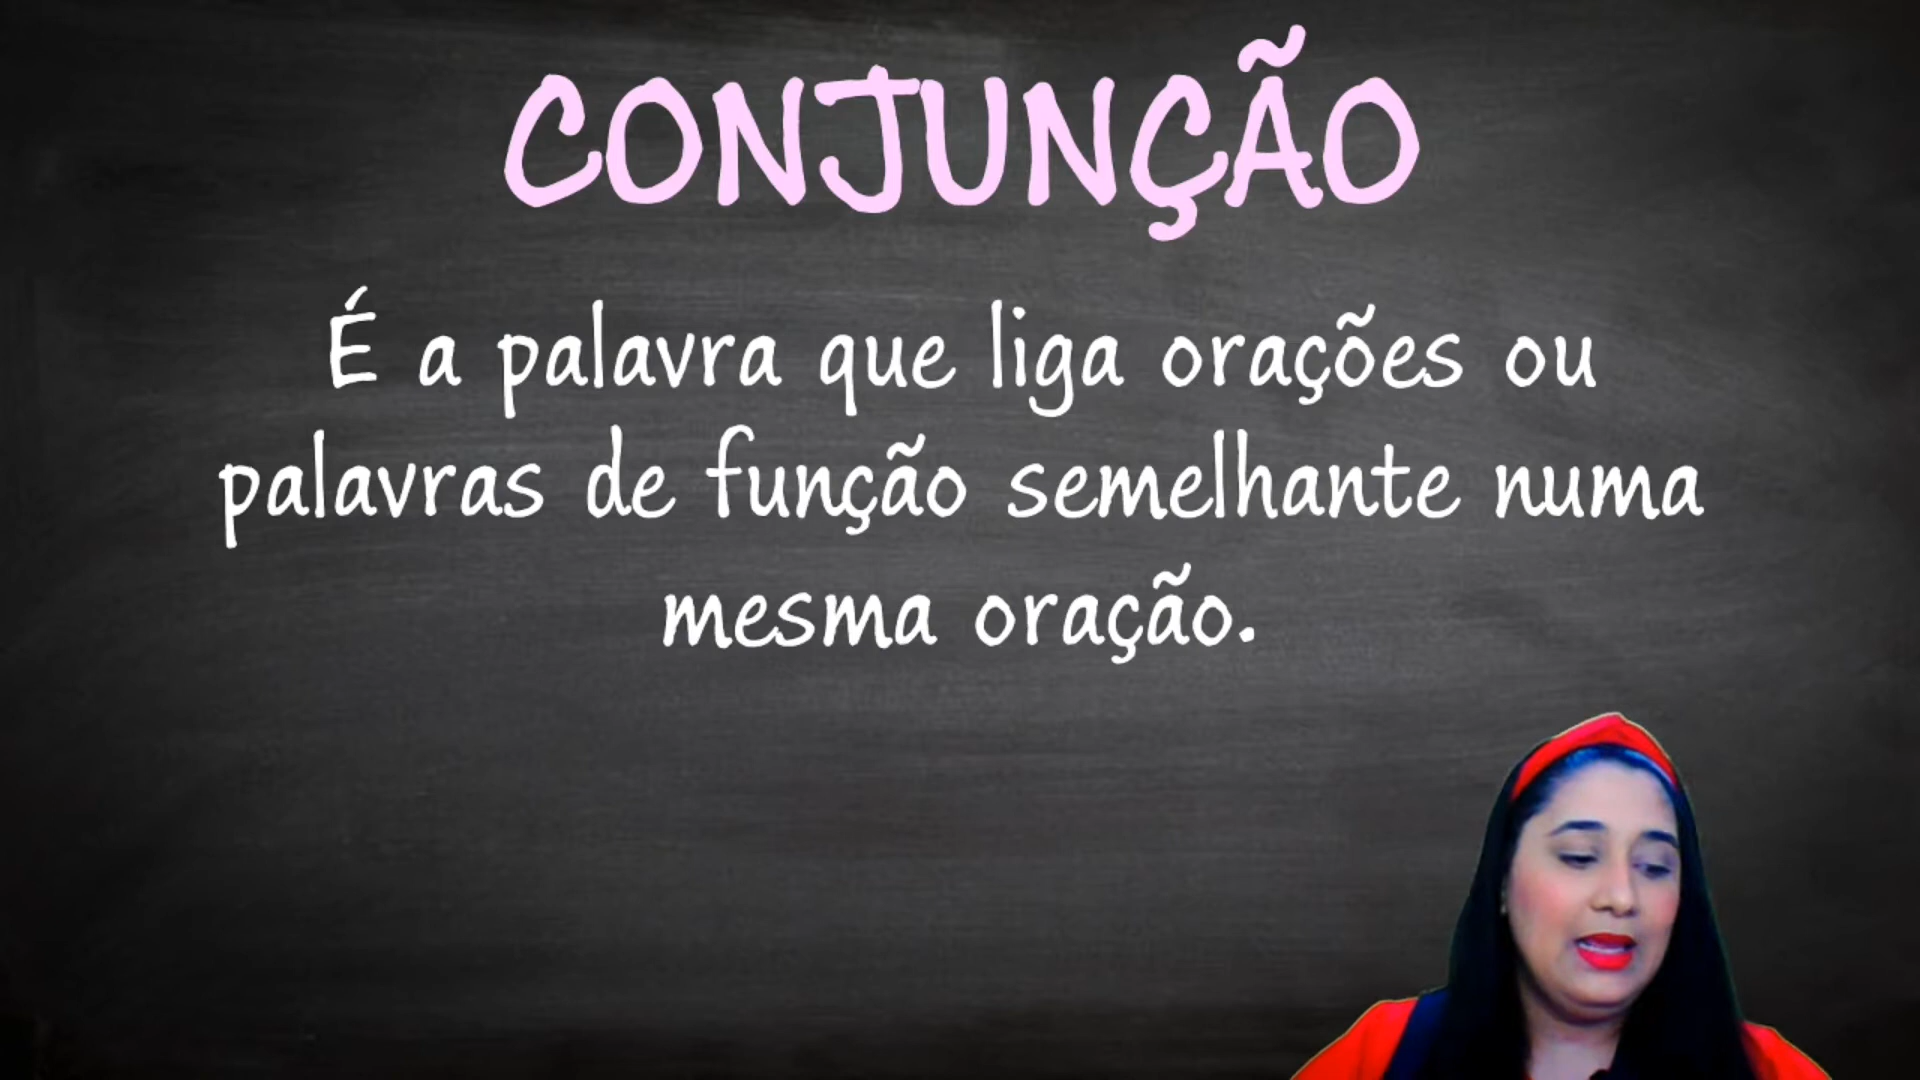 CONJUNÇÃO
É a palavra que liga orações ou
palavras de função semelhante numa
mesma oração.